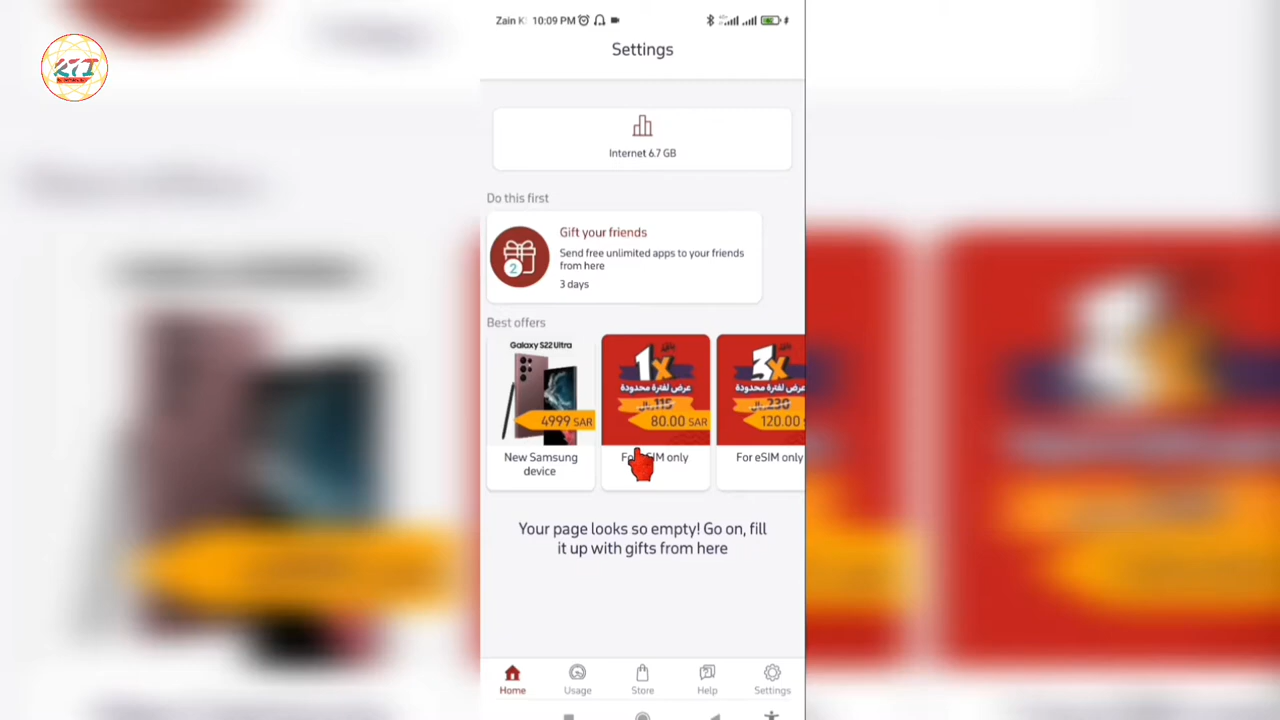 Zain K 10:09 PM
Settings
Internet 6.7 GB
Do this first
Gift your friends
Send free unlimited apps to your friends
from here
3 days
2
Best offers
Galaxy S22 Ultra
4999 SAR
New Samsung
device
1x
عرض لفترة محدودة
115
80.00 SAR
SIM only
3x
عرض لفترة محدودة
230
120.00
For eSIM only
Your page looks so empty! Go on, fill
it up with gifts from here
Home
Usage
Store
Help
Settings